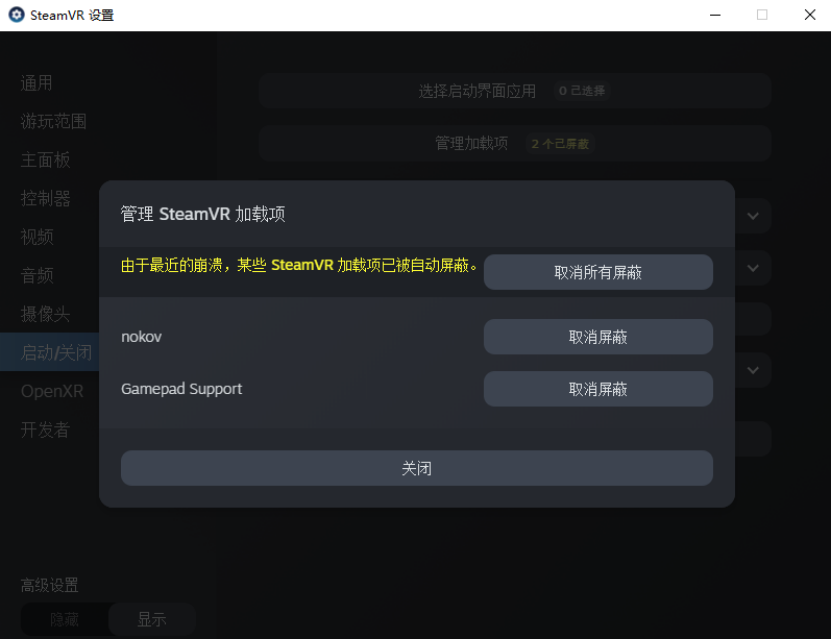 SteamVR 设置
通用
游玩范围
主面板
控制器
视频
音频
摄像头
启动/关闭
OpenXR
开发者
高级设置
隐藏
显示
选择启动界面应用 0 已选择
管理加载项 2 个已屏蔽
管理 SteamVR 加载项
由于最近的崩溃，某些 SteamVR 加载项已被自动屏蔽。
取消所有屏蔽
nokov
取消屏蔽
Gamepad Support
取消屏蔽
关闭